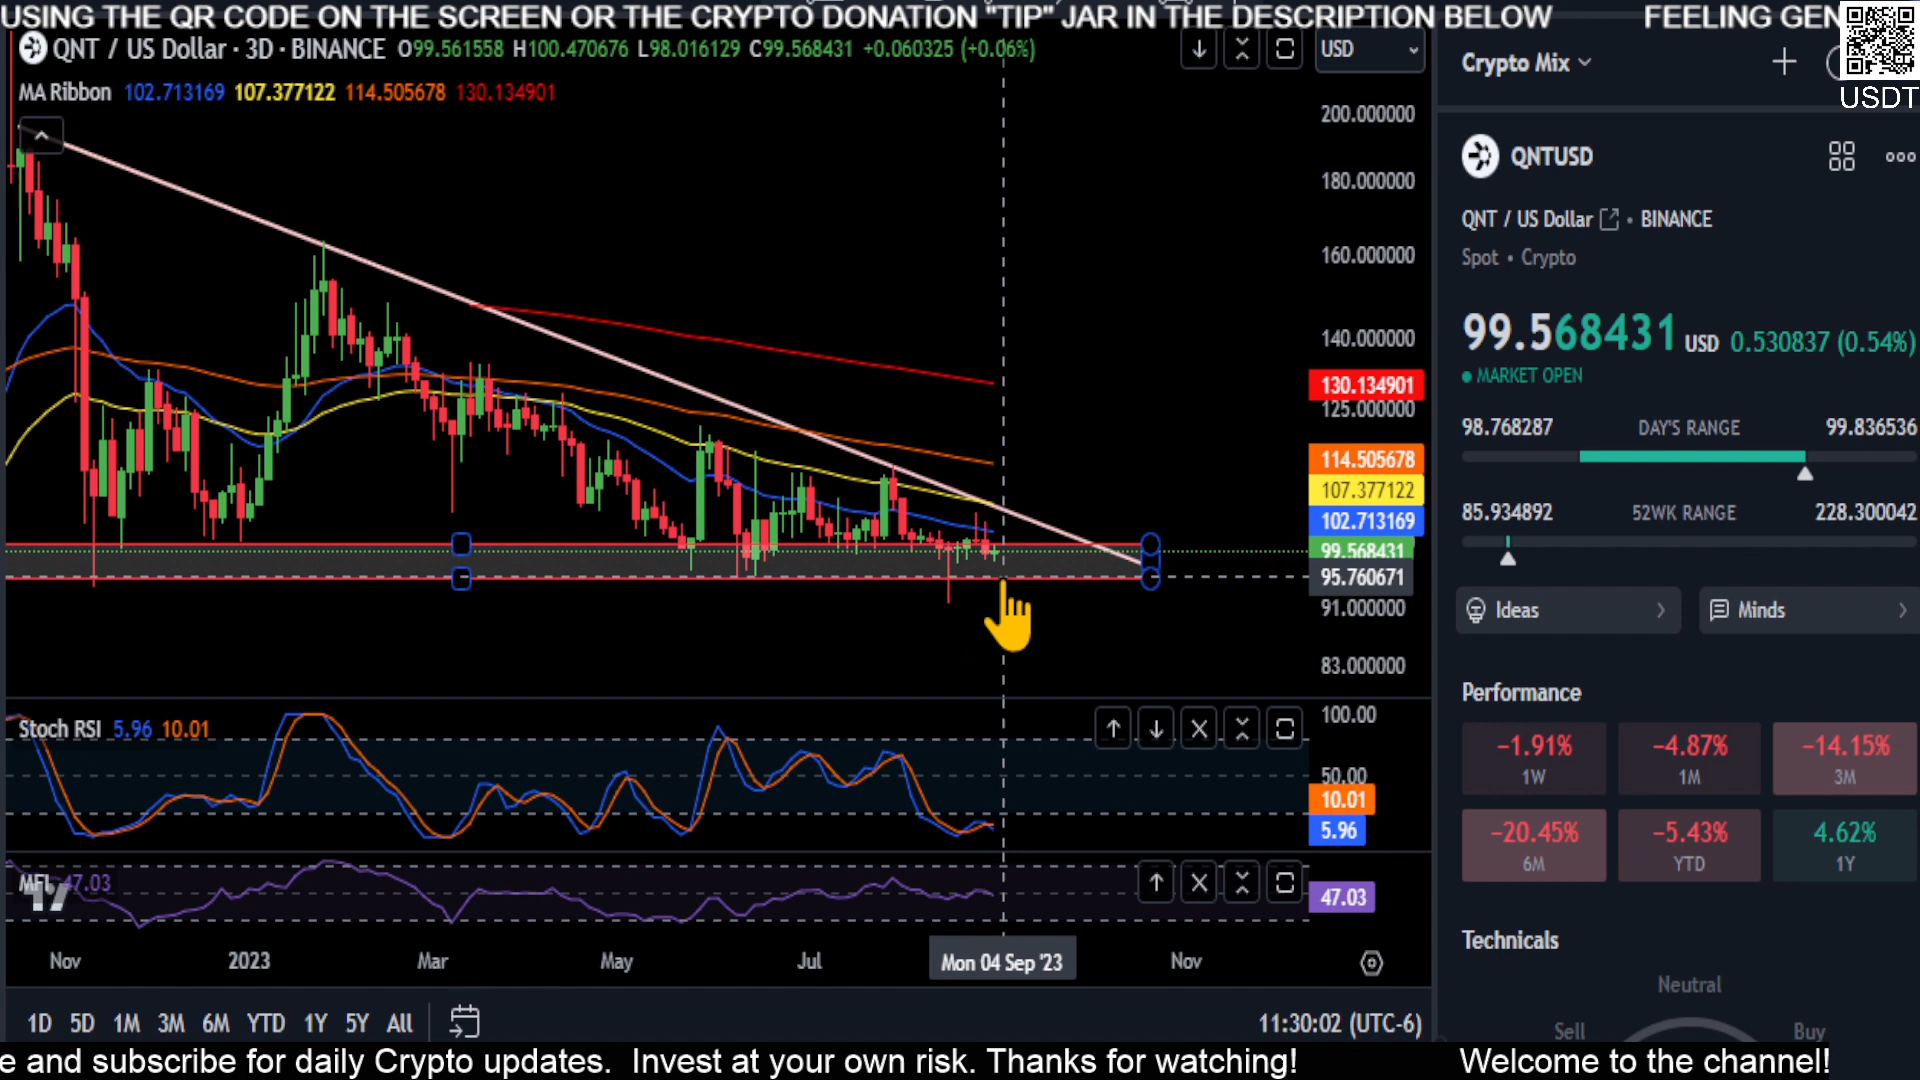 USING THE QR CODE ON THE SCREEN OR THE CRYPTO DONATION "TIP" JAR IN THE DESCRIPTION BELOW FEELING GEN
QNT / US Dollar · 3D · BINANCE O99.561558 H100.470676 L98.016129 C99.568431 +0.060325 (+0.06%)
USD
MA Ribbon 102.713169 107.377122 114.505678 130.134901
200.000000
180.000000
160.000000
140.000000
130.134901
125.000000
114.505678
107.377122
102.713169
99.568431
95.760671
91.000000
83.000000
Stoch RSI 5.96 10.01
100.00
50.00
10.01
5.96
MFI 47.03
47.03
Nov 2023 Mar May Jul Mon 04 Sep '23 Nov
1D 5D 1M 3M 6M YTD 1Y 5Y All
11:30:02 (UTC-6)
Crypto Mix
USDT
QNTUSD
QNT / US Dollar • BINANCE
Spot • Crypto
99.568431 USD 0.530837 (0.54%)
MARKET OPEN
98.768287 DAY'S RANGE 99.836536
85.934892 52WK RANGE 228.300042
Ideas
Minds
Performance
−1.91% −4.87% −14.15%
1W 1M 3M
−20.45% −5.43% 4.62%
6M YTD 1Y
Technicals
Neutral
Sell Buy
e and subscribe for daily Crypto updates. Invest at your own risk. Thanks for watching! Welcome to the channel!